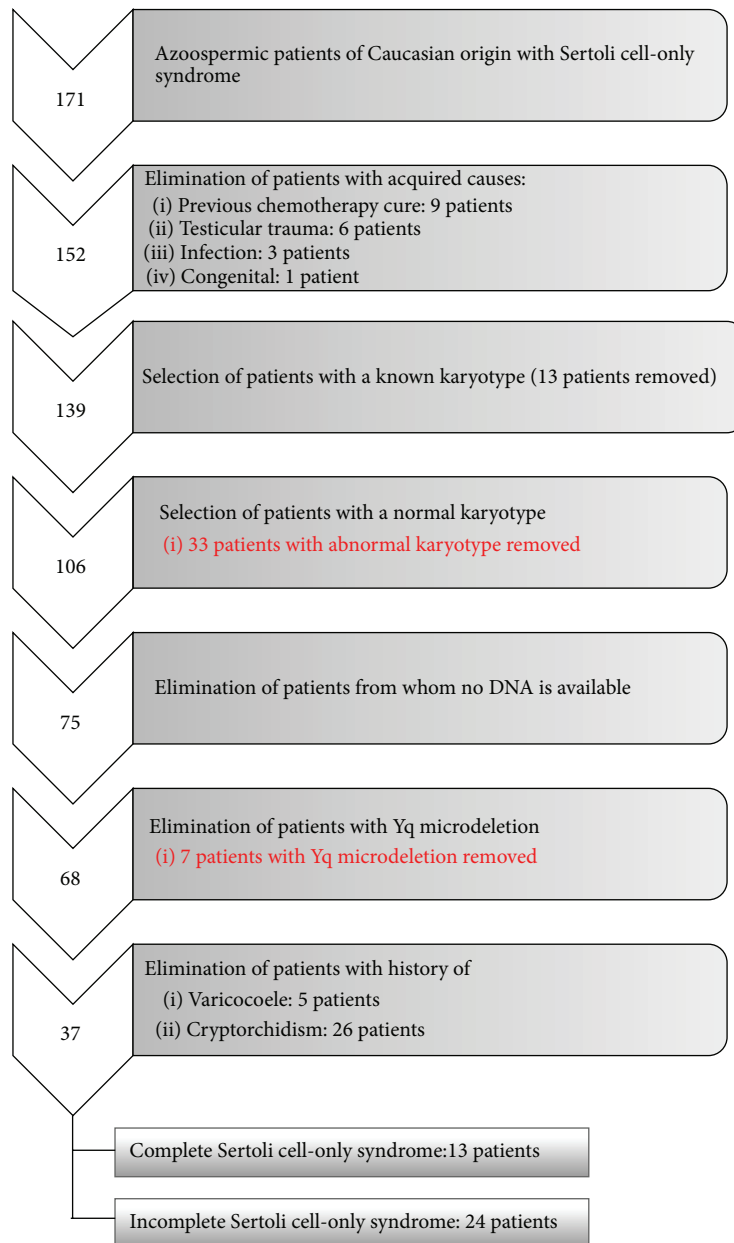 171
Azoospermic patients of Caucasian origin with Sertoli cell-only
syndrome
152
Elimination of patients with acquired causes:
(i) Previous chemotherapy cure: 9 patients
(ii) Testicular trauma: 6 patients
(iii) Infection: 3 patients
(iv) Congenital: 1 patient
139
Selection of patients with a known karyotype (13 patients removed)
106
Selection of patients with a normal karyotype
(i) 33 patients with abnormal karyotype removed
75
Elimination of patients from whom no DNA is available
68
Elimination of patients with Yq microdeletion
(i) 7 patients with Yq microdeletion removed
37
Elimination of patients with history of
(i) Varicocoele: 5 patients
(ii) Cryptorchidism: 26 patients
Complete Sertoli cell-only syndrome:13 patients
Incomplete Sertoli cell-only syndrome: 24 patients